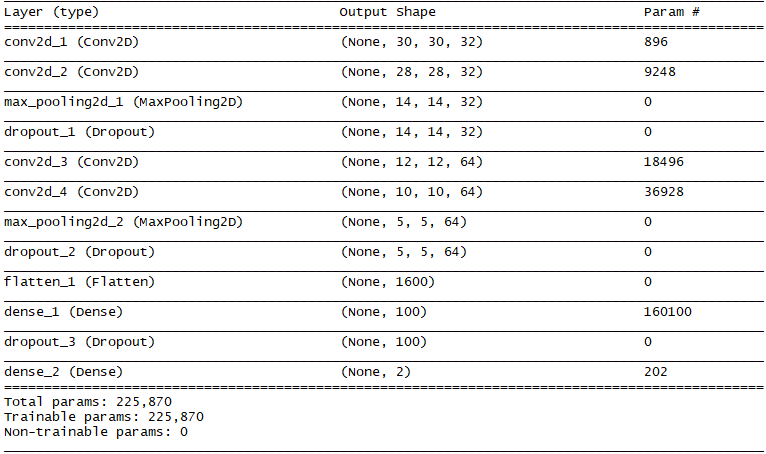 Layer (type) Output Shape Param #
conv2d_1 (Conv2D) (None, 30, 30, 32) 896
conv2d_2 (Conv2D) (None, 28, 28, 32) 9248
max_pooling2d_1 (MaxPooling2D) (None, 14, 14, 32) 0
dropout_1 (Dropout) (None, 14, 14, 32) 0
conv2d_3 (Conv2D) (None, 12, 12, 64) 18496
conv2d_4 (Conv2D) (None, 10, 10, 64) 36928
max_pooling2d_2 (MaxPooling2D) (None, 5, 5, 64) 0
dropout_2 (Dropout) (None, 5, 5, 64) 0
flatten_1 (Flatten) (None, 1600) 0
dense_1 (Dense) (None, 100) 160100
dropout_3 (Dropout) (None, 100) 0
dense_2 (Dense) (None, 2) 202
Total params: 225,870
Trainable params: 225,870
Non-trainable params: 0